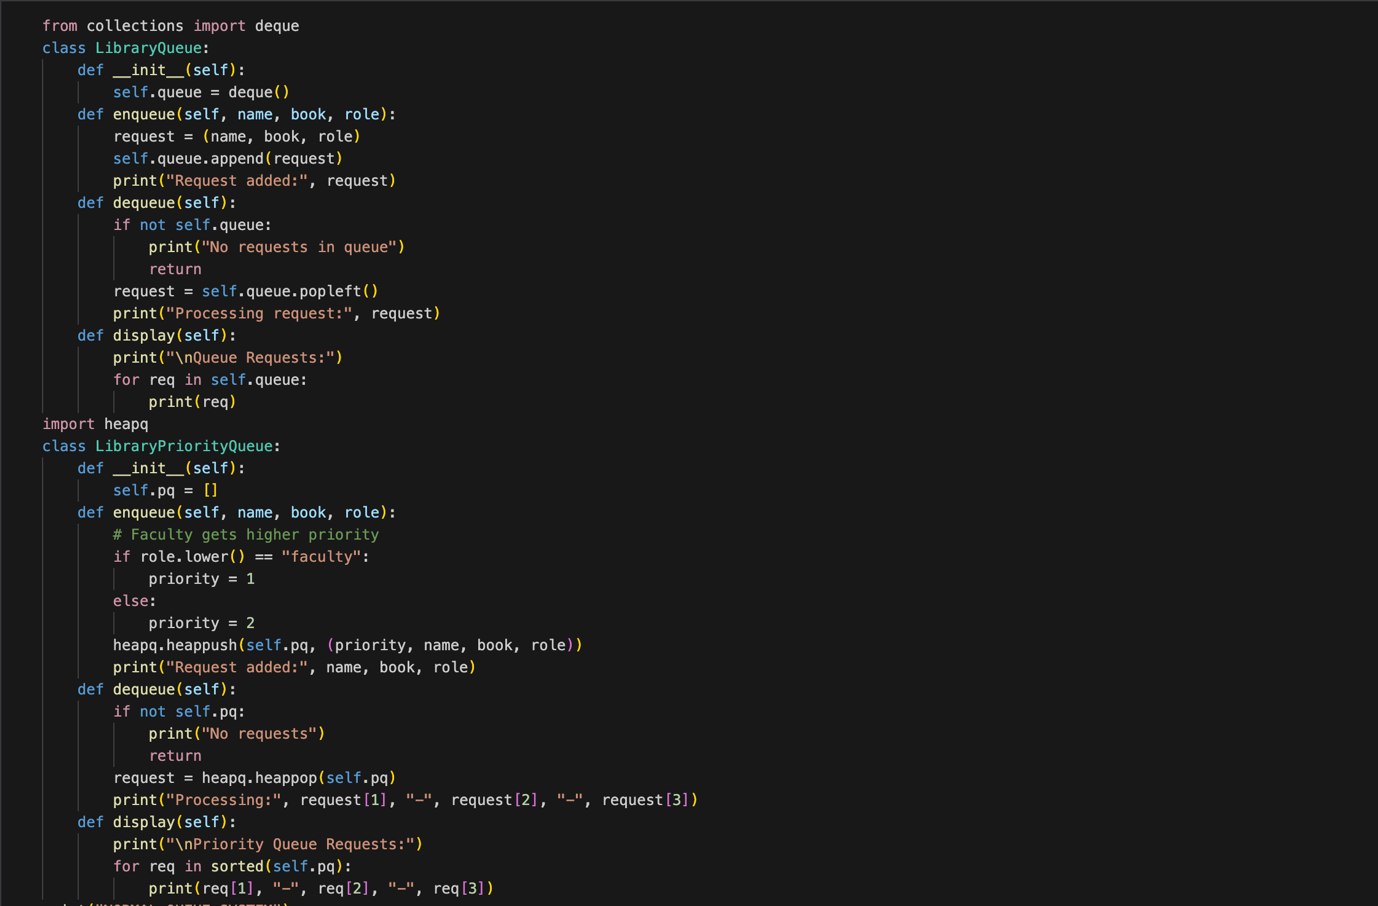 from collections import deque
class LibraryQueue:
    def __init__(self):
        self.queue = deque()
    def enqueue(self, name, book, role):
        request = (name, book, role)
        self.queue.append(request)
        print("Request added:", request)
    def dequeue(self):
        if not self.queue:
            print("No requests in queue")
            return
        request = self.queue.popleft()
        print("Processing request:", request)
    def display(self):
        print("\nQueue Requests:")
        for req in self.queue:
            print(req)
import heapq
class LibraryPriorityQueue:
    def __init__(self):
        self.pq = []
    def enqueue(self, name, book, role):
        # Faculty gets higher priority
        if role.lower() == "faculty":
            priority = 1
        else:
            priority = 2
        heapq.heappush(self.pq, (priority, name, book, role))
        print("Request added:", name, book, role)
    def dequeue(self):
        if not self.pq:
            print("No requests")
            return
        request = heapq.heappop(self.pq)
        print("Processing:", request[1], "-", request[2], "-", request[3])
    def display(self):
        print("\nPriority Queue Requests:")
        for req in sorted(self.pq):
            print(req[1], "-", req[2], "-", req[3])